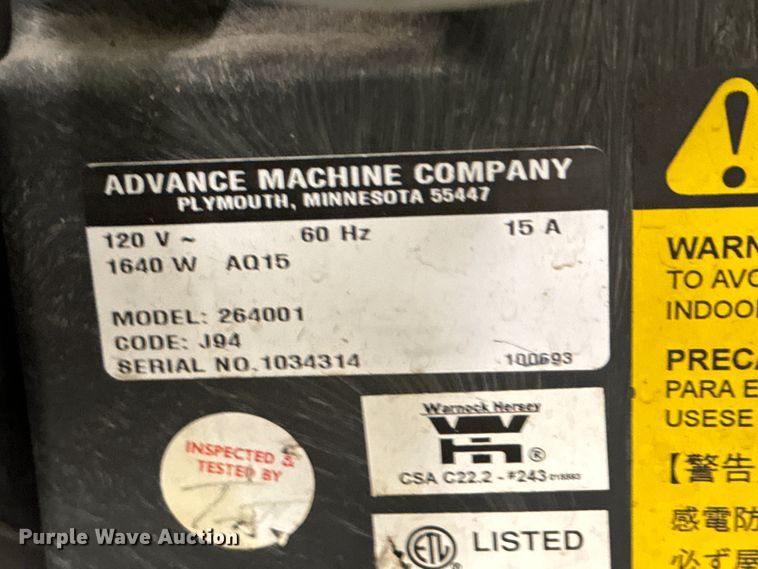 ADVANCE MACHINE COMPANY
PLYMOUTH, MINNESOTA 55447
120 V ~ 60 Hz 15 A
1640 W AQ15
MODEL: 264001
CODE: J94
SERIAL NO. 1034314 100693
Warnock Hersey
WH ®
CSA C22.2 - #243
INSPECTED &
TESTED BY
ETL ® LISTED
!
WARN
TO AVO
INDOO
PRECA
PARA E
USESE
【警告
感電防
必ず屋
Purple Wave Auction